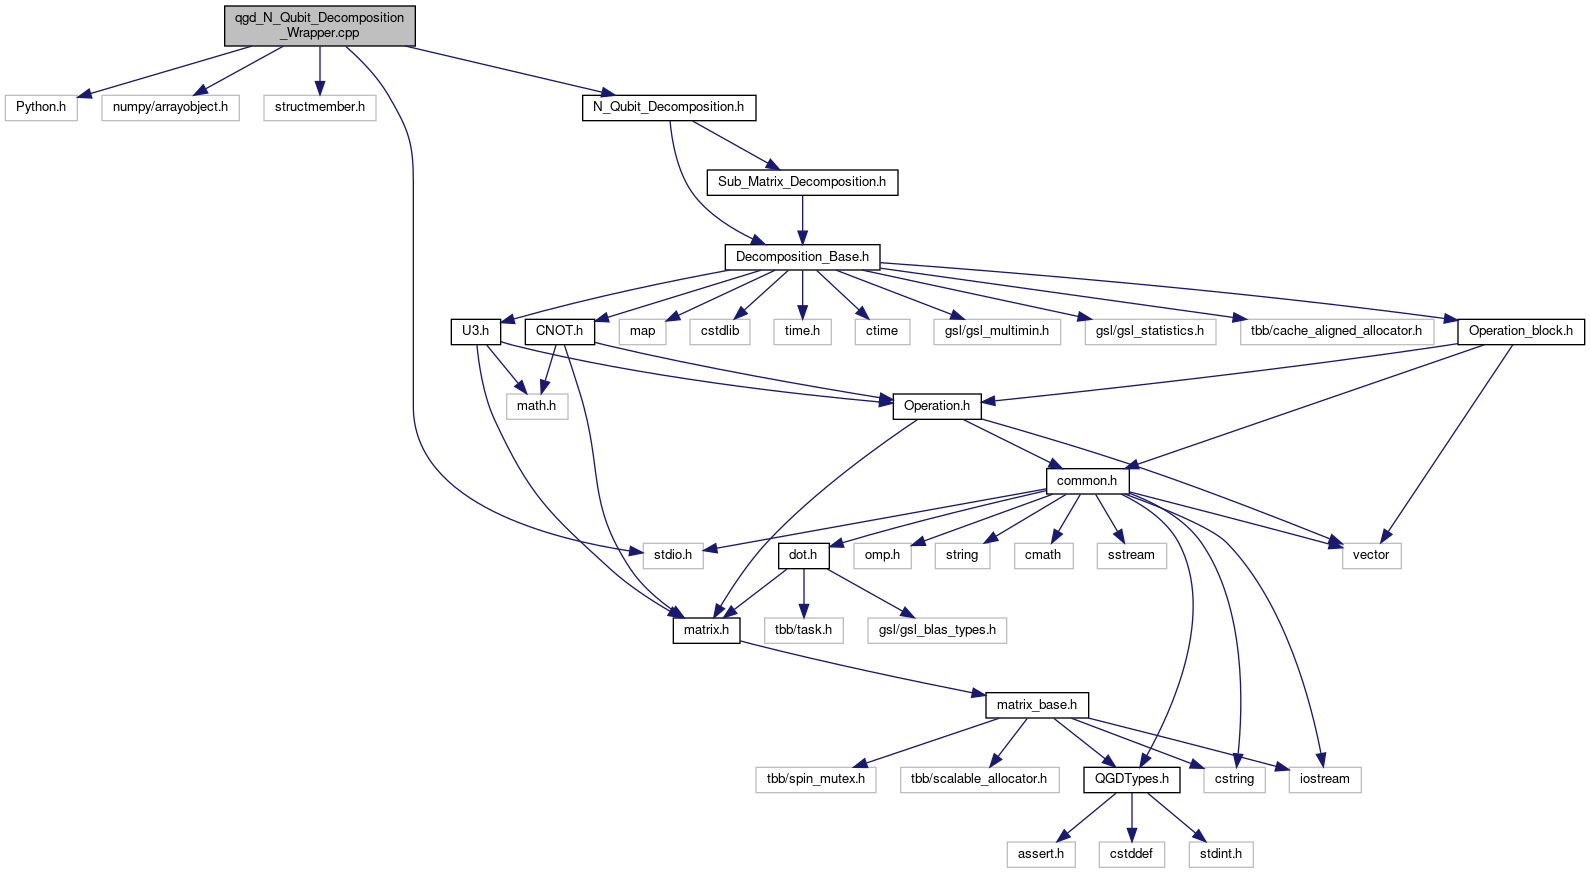 qgd_N_Qubit_Decomposition
_Wrapper.cpp
Python.h
numpy/arrayobject.h
structmember.h
N_Qubit_Decomposition.h
Sub_Matrix_Decomposition.h
Decomposition_Base.h
U3.h
CNOT.h
map
cstdlib
time.h
ctime
gsl/gsl_multimin.h
gsl/gsl_statistics.h
tbb/cache_aligned_allocator.h
Operation_block.h
math.h
Operation.h
common.h
stdio.h
dot.h
omp.h
string
cmath
sstream
vector
matrix.h
tbb/task.h
gsl/gsl_blas_types.h
matrix_base.h
tbb/spin_mutex.h
tbb/scalable_allocator.h
QGDTypes.h
cstring
iostream
assert.h
cstddef
stdint.h